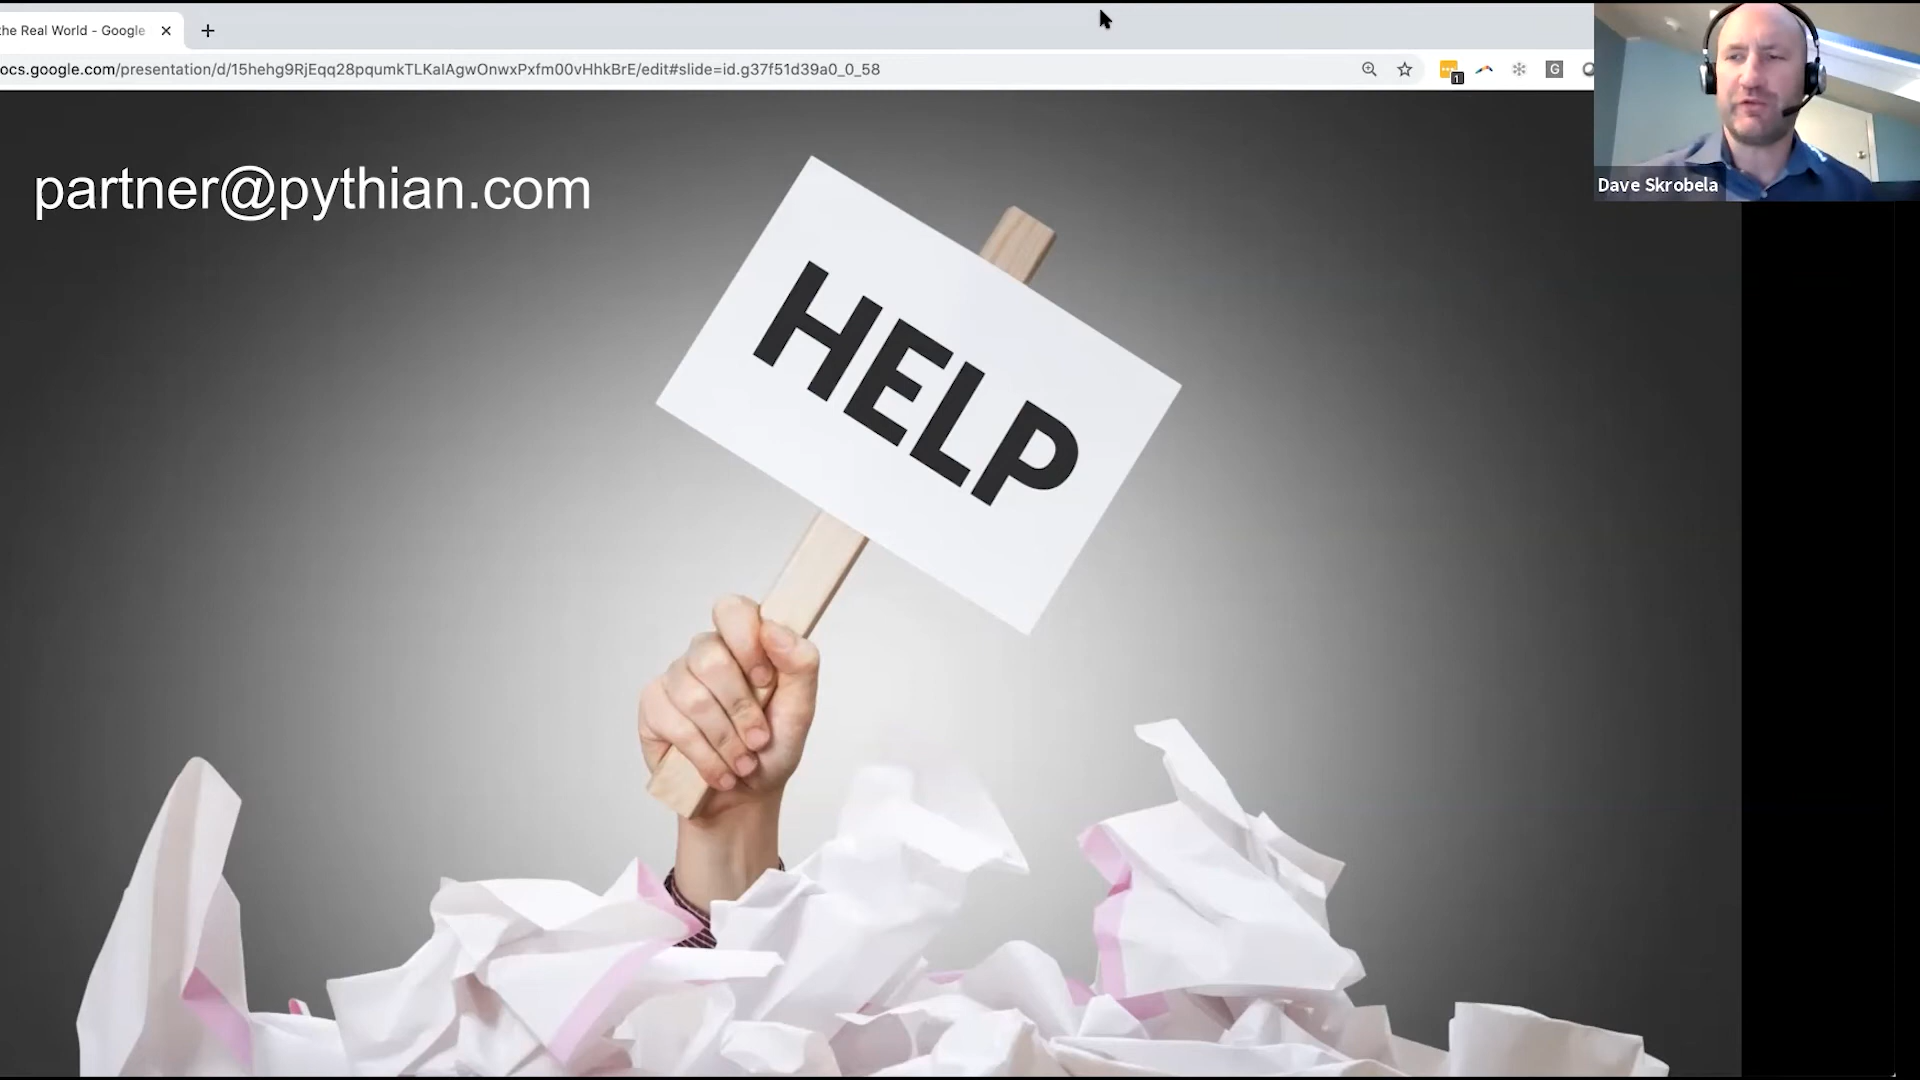 the Real World - Google
ocs.google.com/presentation/d/15hehg9RjEqq28pqumkTLKalAgwOnwxPxfm00vHhkBrE/edit#slide=id.g37f51d39a0_0_58
1
G
Dave Skrobela
partner@pythian.com
HELP